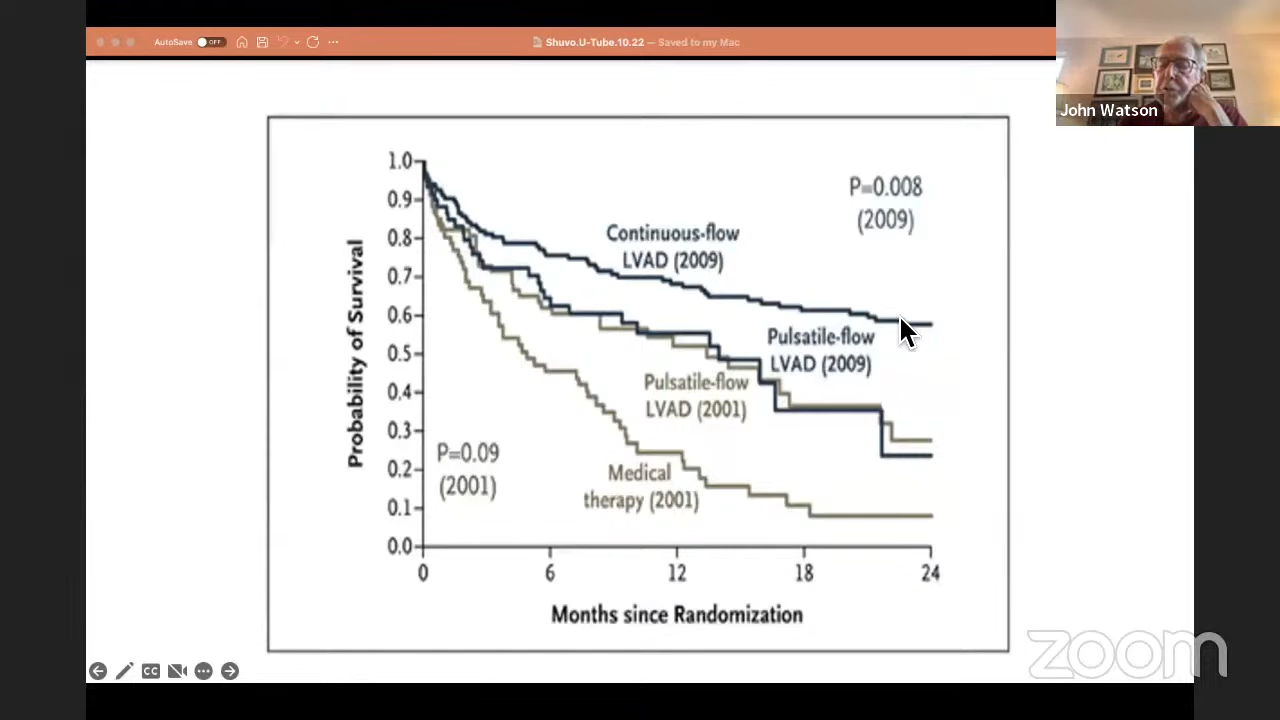 AutoSave OFF
Shuvo.U-Tube.10.22 — Saved to my Mac
John Watson
1.0
0.9
0.8
0.7
0.6
0.5
0.4
0.3
0.2
0.1
0.0
Probability of Survival
P=0.008
(2009)
Continuous-flow
LVAD (2009)
Pulsatile-flow
LVAD (2009)
Pulsatile-flow
LVAD (2001)
P=0.09
(2001)
Medical
therapy (2001)
0 6 12 18 24
Months since Randomization
CC
zoom